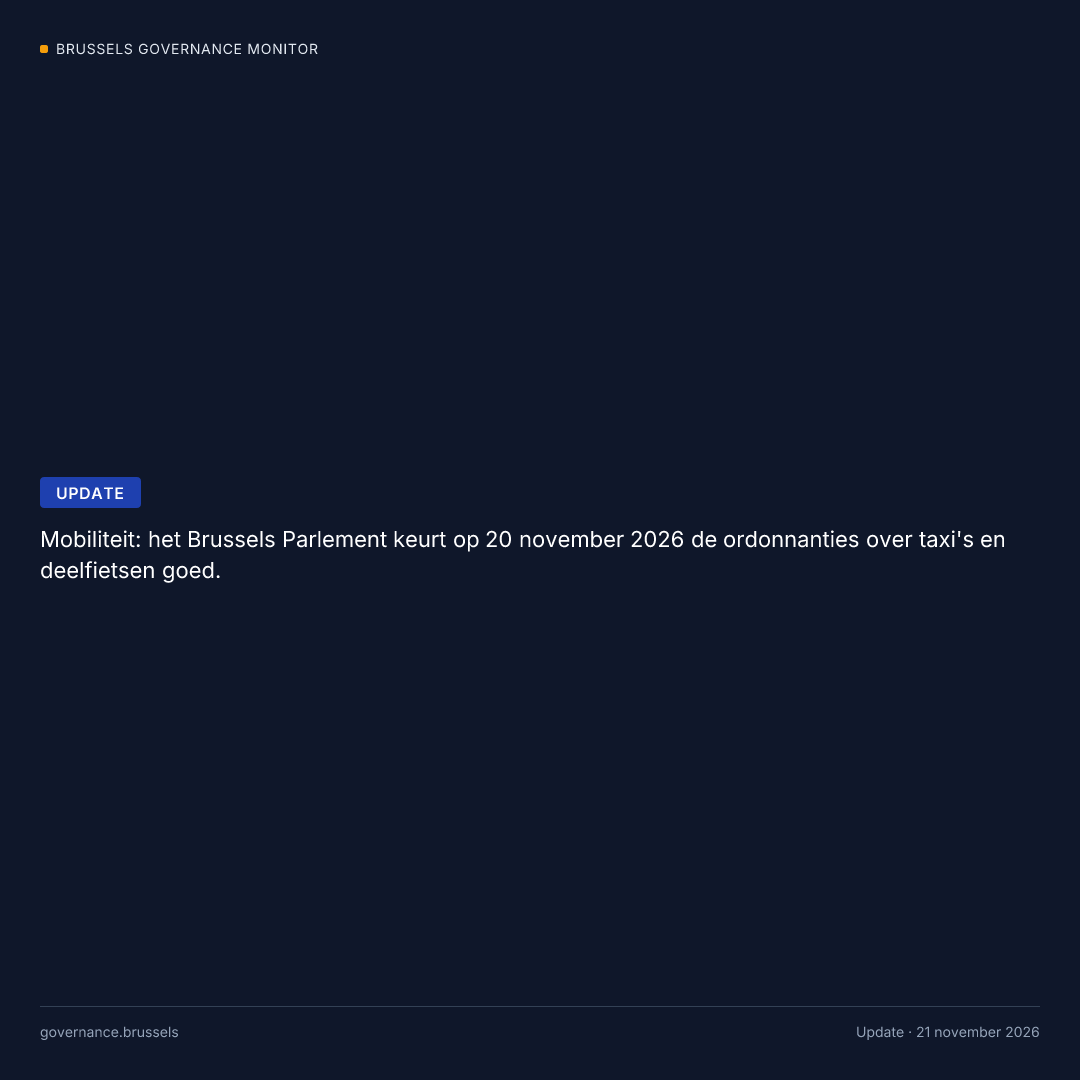 BRUSSELS GOVERNANCE MONITOR
UPDATE
Mobiliteit: het Brussels Parlement keurt op 20 november 2026 de ordonnanties over taxi's en
deelfietsen goed.
governance.brussels
Update · 21 november 2026